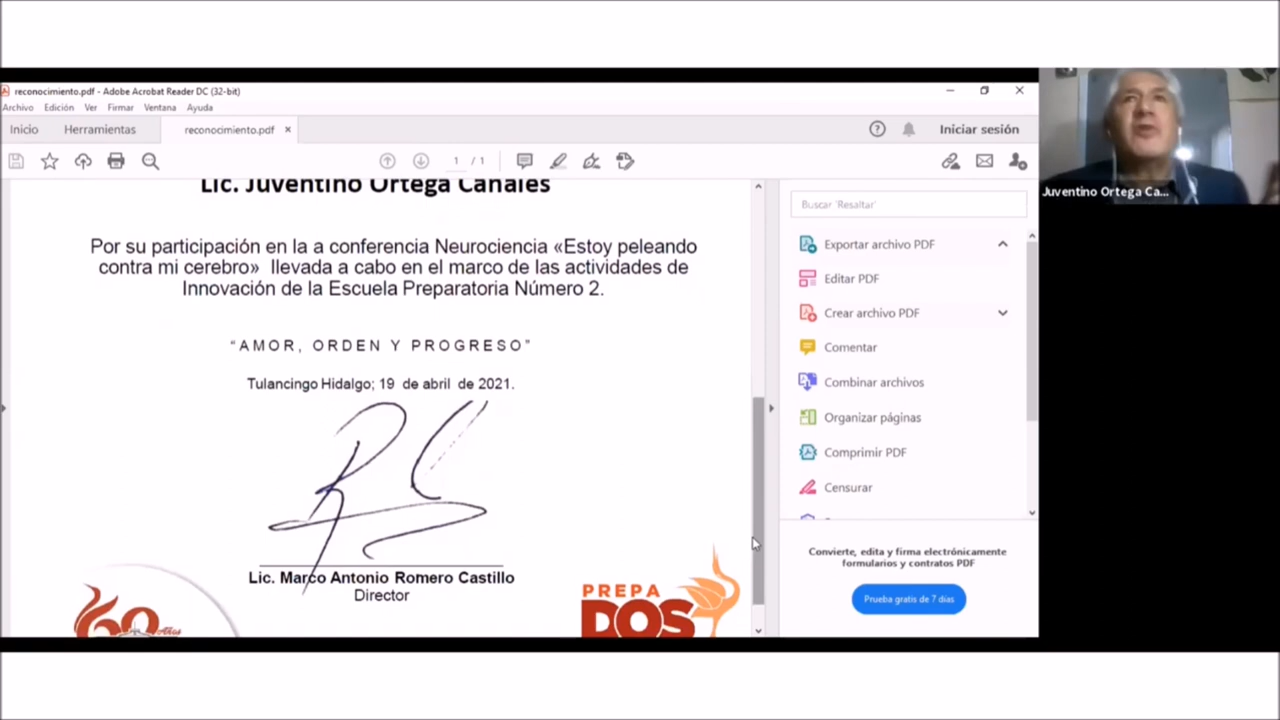 reconocimiento.pdf - Adobe Acrobat Reader DC (32-bit)
Archivo Edición Ver Firmar Ventana Ayuda
Inicio Herramientas reconocimiento.pdf × Iniciar sesión
1 / 1
Lic. Juventino Ortega Canales
Por su participación en la a conferencia Neurociencia «Estoy peleando
contra mi cerebro» llevada a cabo en el marco de las actividades de
Innovación de la Escuela Preparatoria Número 2.
"AMOR, ORDEN Y PROGRESO"
Tulancingo Hidalgo; 19 de abril de 2021.
Lic. Marco Antonio Romero Castillo
Director
60 Años
PREPA
DOS
Buscar 'Resaltar'
Exportar archivo PDF
Editar PDF
Crear archivo PDF
Comentar
Combinar archivos
Organizar páginas
Comprimir PDF
Censurar
Convierte, edita y firma electrónicamente
formularios y contratos PDF
Prueba gratis de 7 días
Juventino Ortega Ca...